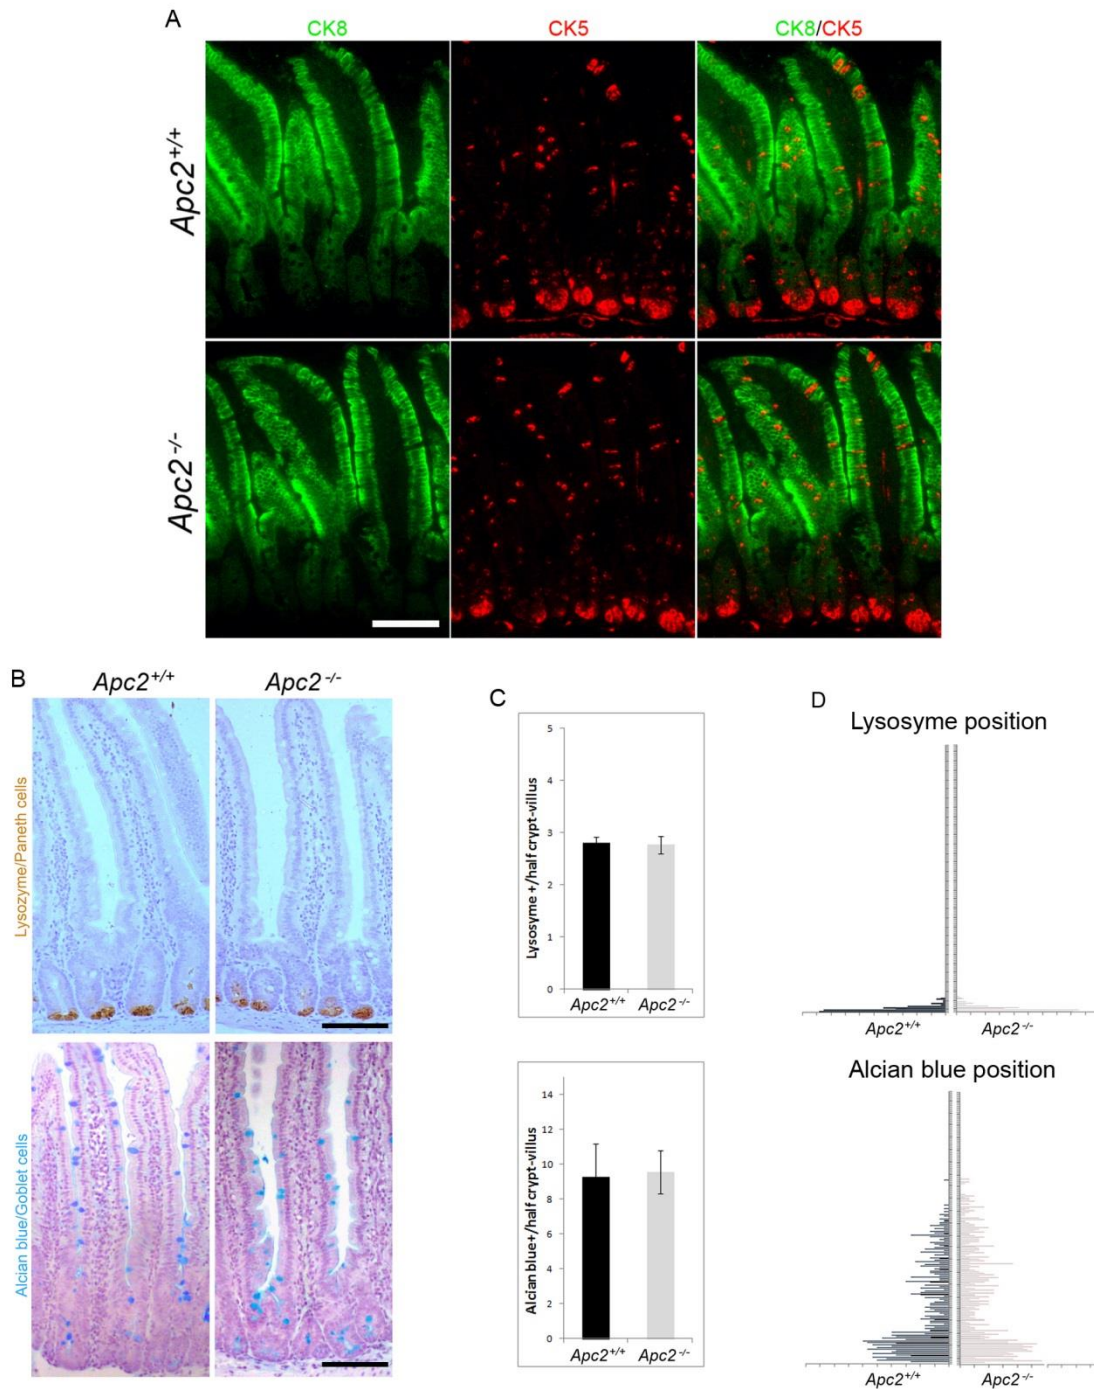 A
CK8
CK5
CK8/CK5
Apc2+/+
Apc2-/-
B
Apc2+/+
Apc2-/-
Lysozyme/Paneth cells
Alcian blue/Goblet cells
C
5
4
3
2
1
0
Lysosyme +/half crypt-villus
Apc2+/+
Apc2-/-
14
12
10
8
6
4
2
0
Alcian blue+/half crypt-villus
Apc2+/+
Apc2-/-
D
Lysosyme position
Apc2+/+
Apc2-/-
Alcian blue position
Apc2+/+
Apc2-/-